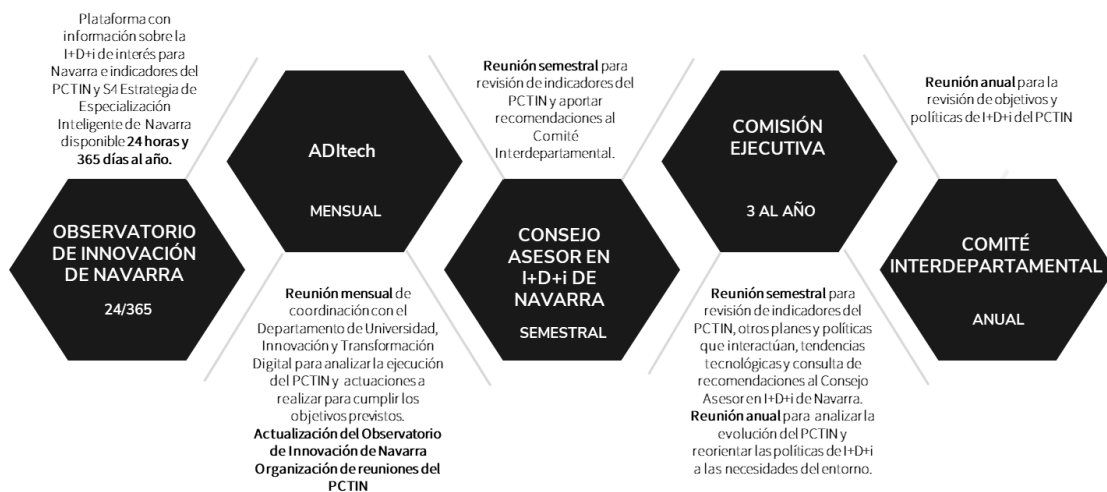 Plataforma con
información sobre la
I+D+i de interés para
Navarra e indicadores del
PCTIN y S4 Estrategia de
Especialización
Inteligente de Navarra
disponible 24 horas y
365 días al año.
OBSERVATORIO
DE INNOVACIÓN
DE NAVARRA
24/365
ADItech
MENSUAL
Reunión mensual de
coordinación con el
Departamento de Universidad,
Innovación y Transformación
Digital para analizar la ejecución
del PCTIN y actuaciones a
realizar para cumplir los
objetivos previstos.
Actualización del Observatorio
de Innovación de Navarra
Organización de reuniones del
PCTIN
Reunión semestral para
revisión de indicadores del
PCTIN y aportar
recomendaciones al
Comité
Interdepartamental.
CONSEJO
ASESOR EN
I+D+i DE
NAVARRA
SEMESTRAL
COMISIÓN
EJECUTIVA
3 AL AÑO
Reunión semestral para
revisión de indicadores del
PCTIN, otros planes y políticas
que interactúan, tendencias
tecnológicas y consulta de
recomendaciones al Consejo
Asesor en I+D+i de Navarra.
Reunión anual para analizar la
evolución del PCTIN y
reorientar las políticas de I+D+i
a las necesidades del entorno.
Reunión anual para la
revisión de objetivos y
políticas de I+D+i del PCTIN
COMITÉ
INTERDEPARTAMENTAL
ANUAL